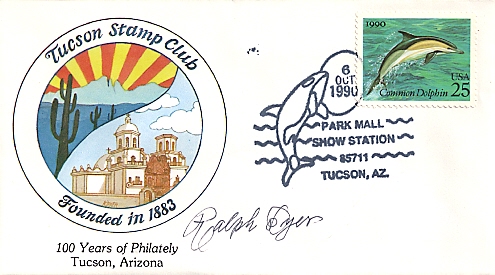 Tucson Stamp Club
Founded in 1883
100 Years of Philately
Tucson, Arizona
1990
USA
Common Dolphin 25
6
OCT
1990
PARK MALL
SHOW STATION
85711
TUCSON, AZ.
Ralph Dyer